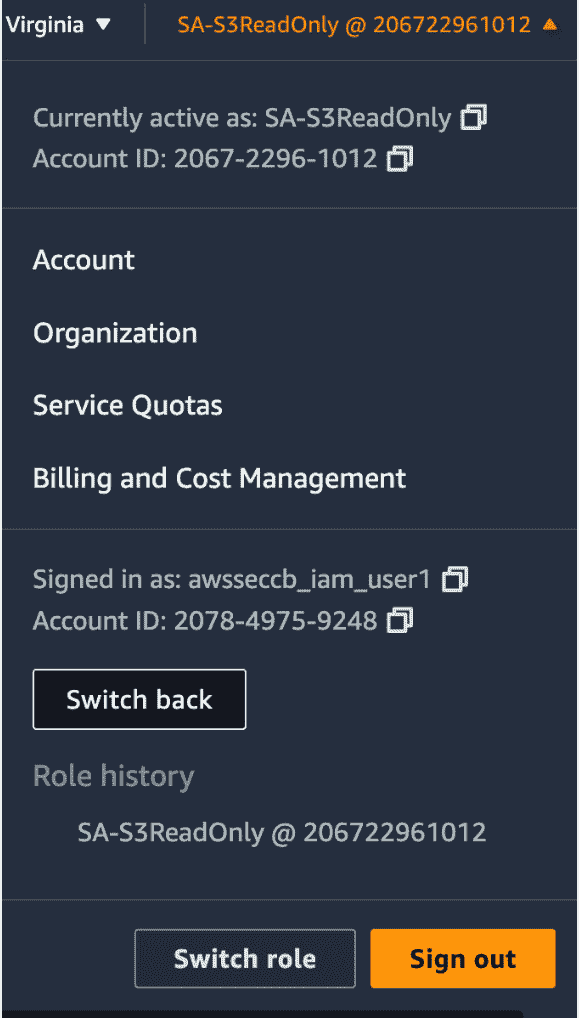 Virginia SA-S3ReadOnly @ 206722961012
Currently active as: SA-S3ReadOnly
Account ID: 2067-2296-1012
Account
Organization
Service Quotas
Billing and Cost Management
Signed in as: awsseccb_iam_user1
Account ID: 2078-4975-9248
Switch back
Role history
SA-S3ReadOnly @ 206722961012
Switch role Sign out